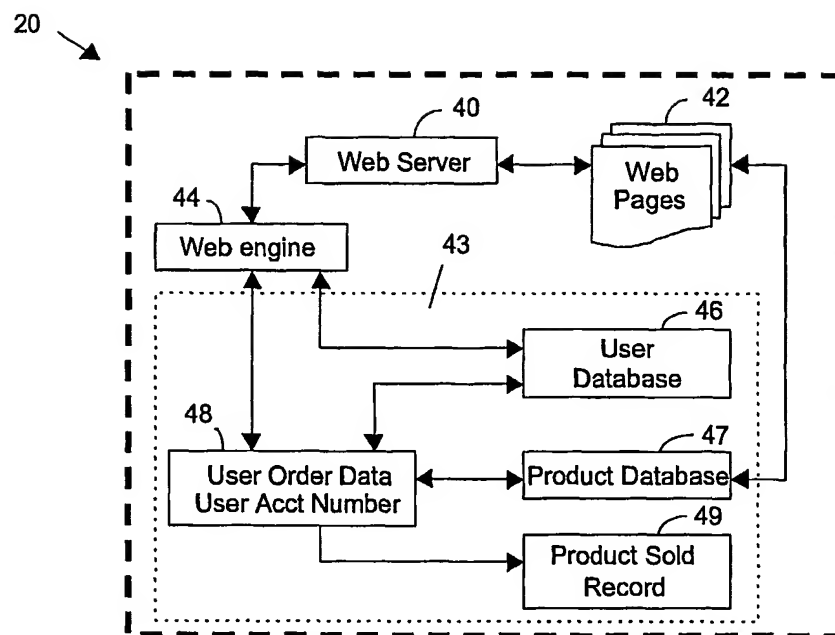 20
40
Web Server
42
Web
Pages
44
Web engine
43
46
User
Database
48
User Order Data
User Acct Number
47
Product Database
49
Product Sold
Record